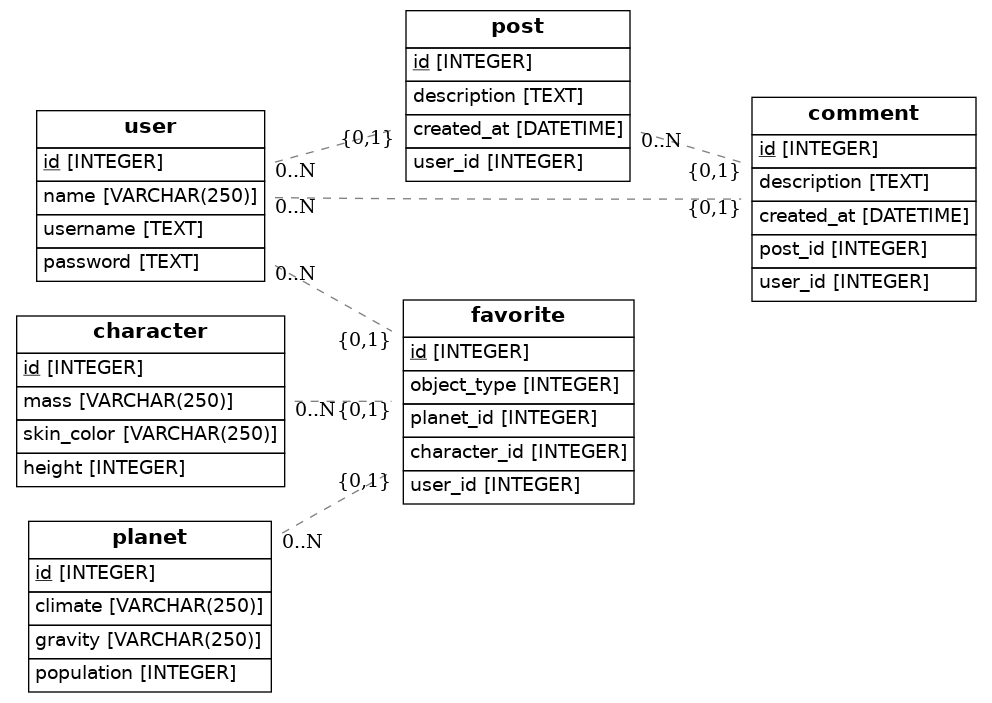 post
id [INTEGER]
description [TEXT]
created_at [DATETIME]
user_id [INTEGER]
user
id [INTEGER]
name [VARCHAR(250)]
username [TEXT]
password [TEXT]
comment
id [INTEGER]
description [TEXT]
created_at [DATETIME]
post_id [INTEGER]
user_id [INTEGER]
{0,1}
0..N
0..N
{0,1}
0..N
{0,1}
0..N
{0,1}
character
id [INTEGER]
mass [VARCHAR(250)]
skin_color [VARCHAR(250)]
height [INTEGER]
favorite
id [INTEGER]
object_type [INTEGER]
planet_id [INTEGER]
character_id [INTEGER]
user_id [INTEGER]
0..N
{0,1}
{0,1}
0..N
planet
id [INTEGER]
climate [VARCHAR(250)]
gravity [VARCHAR(250)]
population [INTEGER]